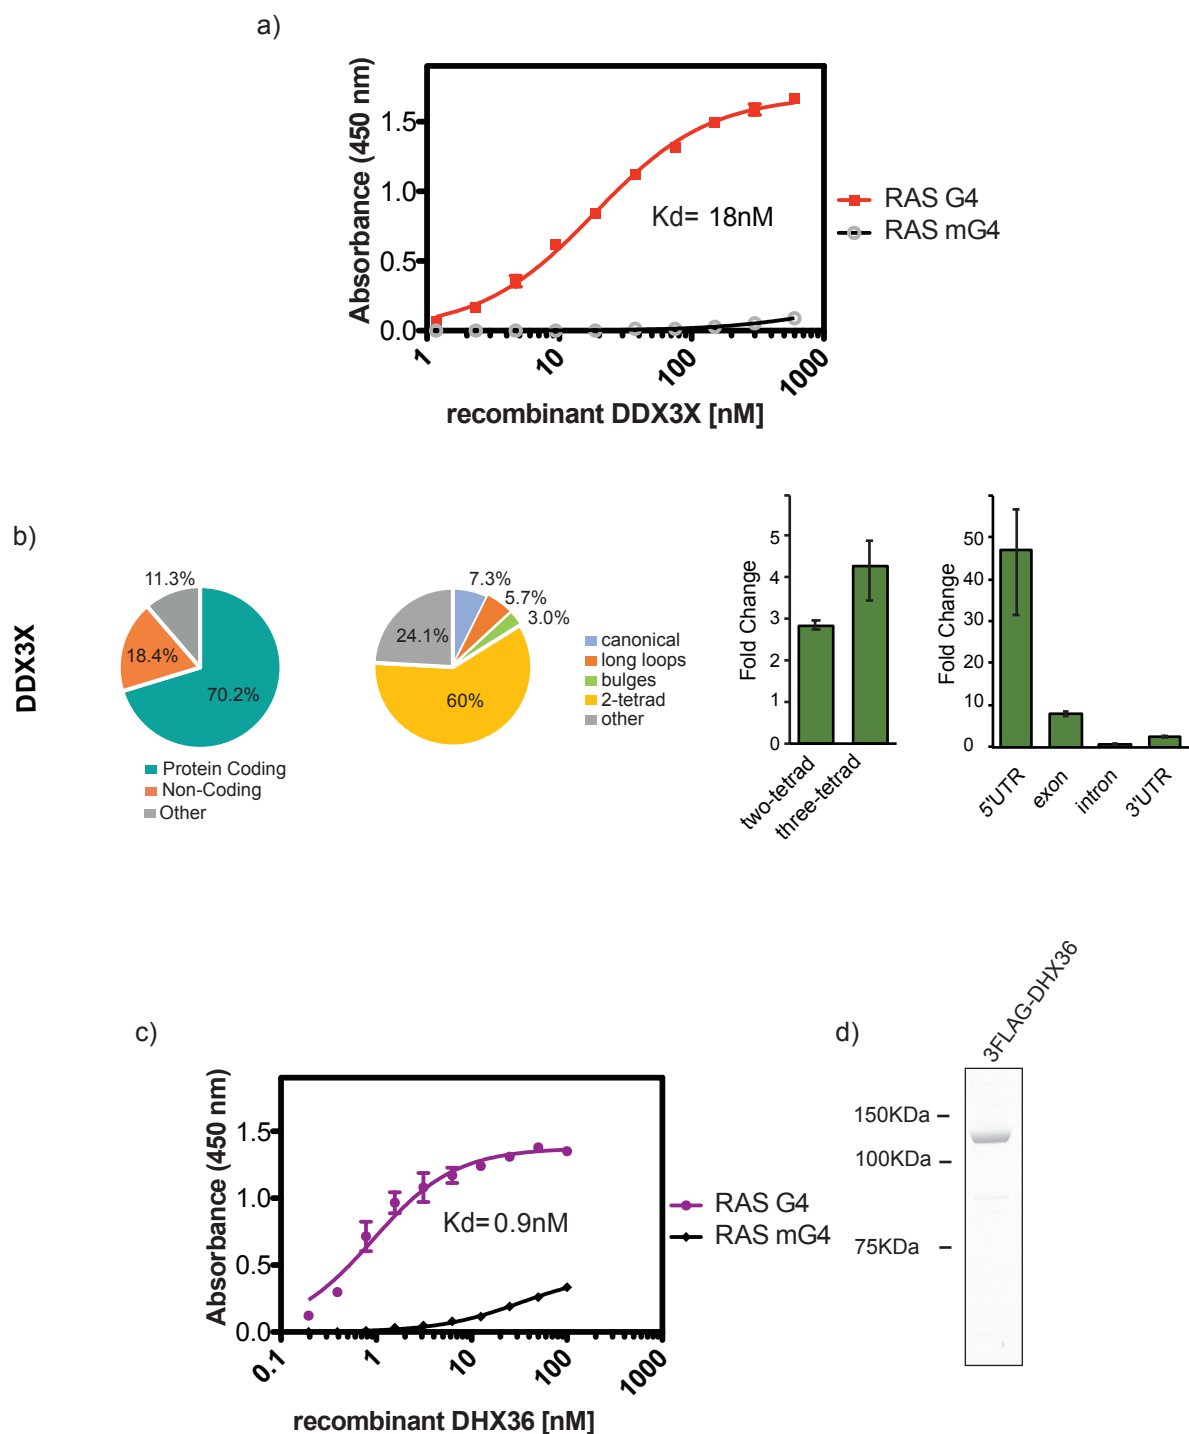 a)
Absorbance (450 nm)
1.5
1.0
0.5
0.0
1
10
100
1000
Kd= 18nM
RAS G4
RAS mG4
recombinant DDX3X [nM]
b)
DDX3X
11.3%
18.4%
70.2%
Protein Coding
Non-Coding
Other
7.3%
5.7%
3.0%
24.1%
60%
canonical
long loops
bulges
2-tetrad
other
Fold Change
5
4
3
2
1
0
two-tetrad
three-tetrad
Fold Change
50
40
30
20
10
0
5'UTR
exon
intron
3'UTR
c)
Absorbance (450 nm)
1.5
1.0
0.5
0.0
0.1
1
10
100
1000
Kd= 0.9nM
RAS G4
RAS mG4
recombinant DHX36 [nM]
d)
3FLAG-DHX36
150KDa
100KDa
75KDa